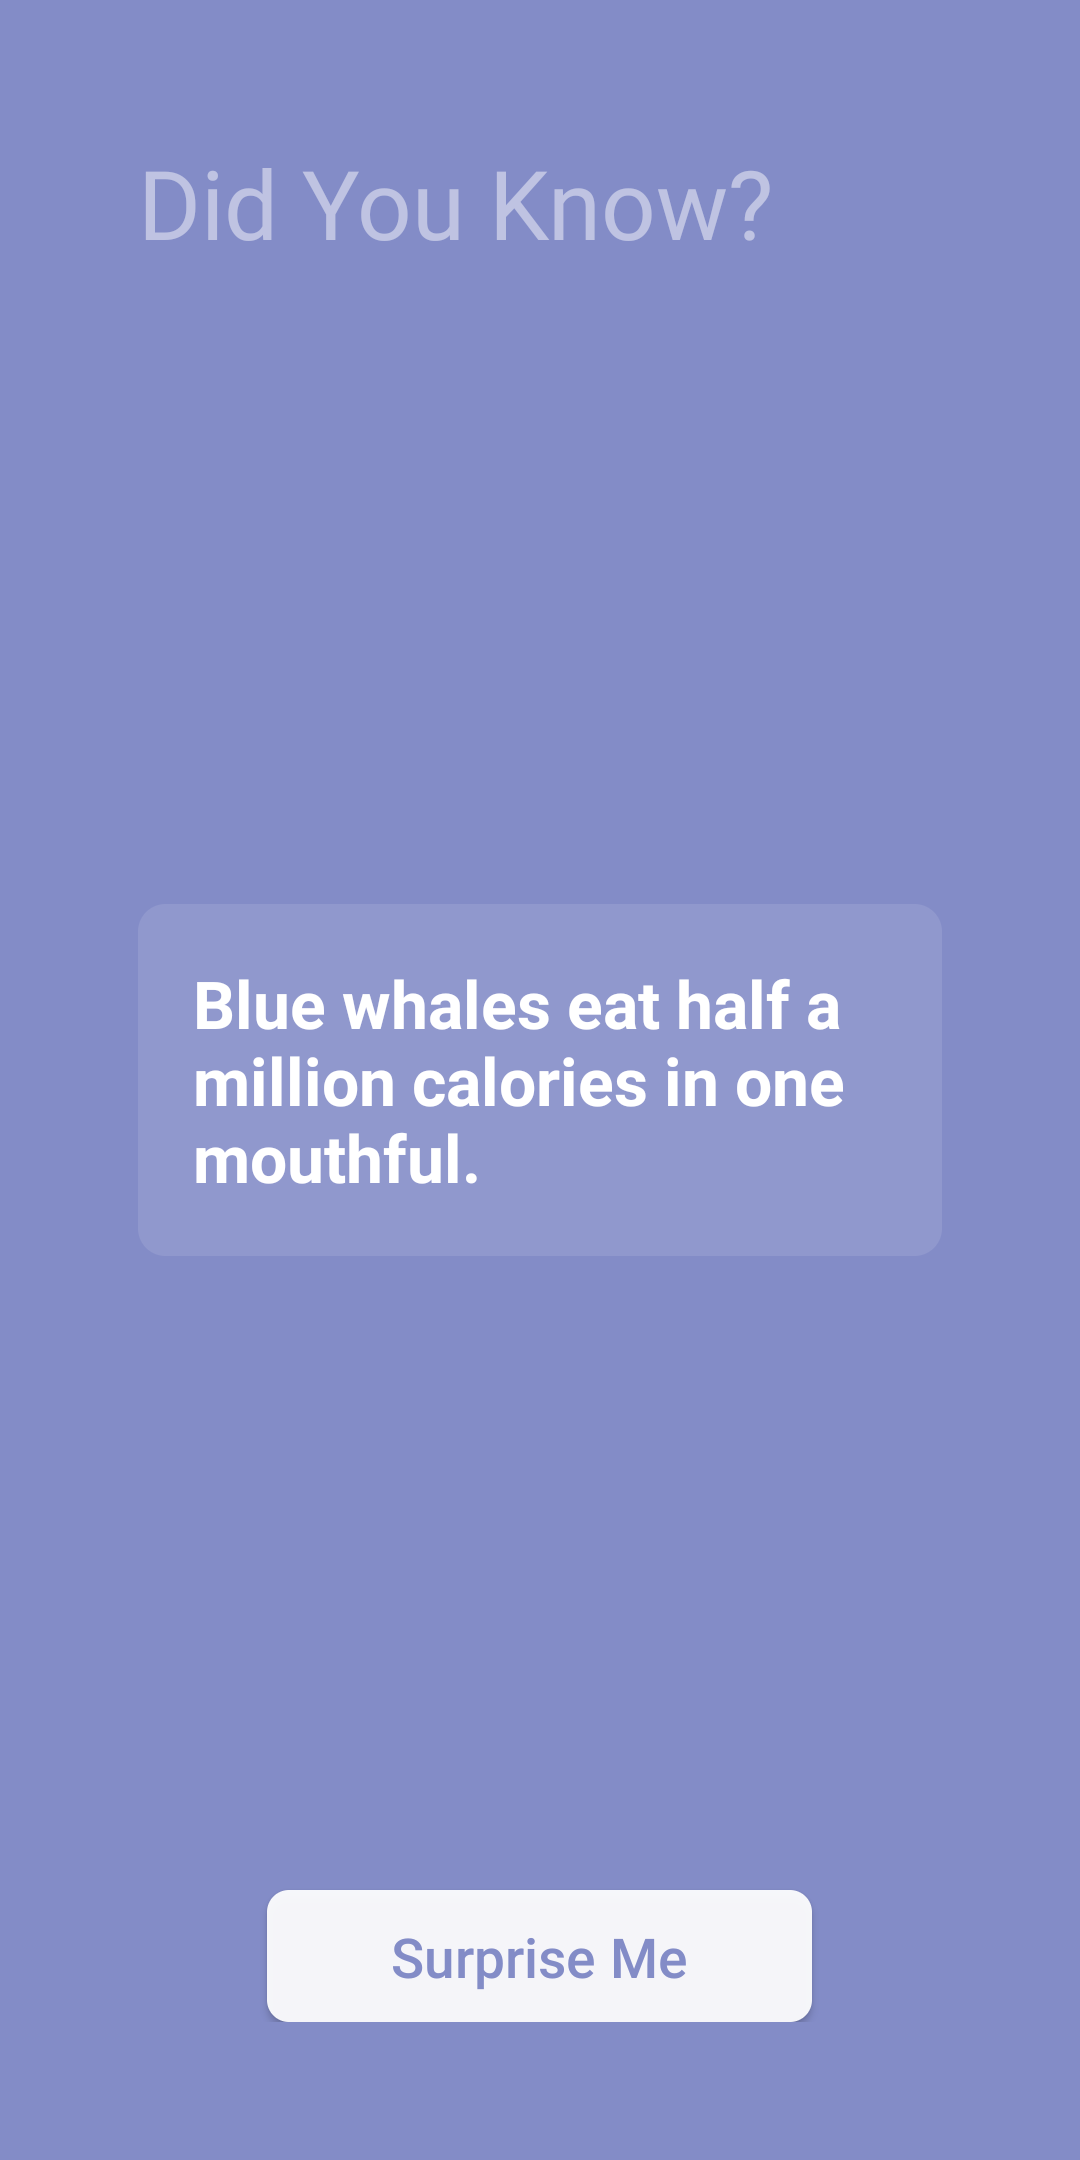 Did You Know?
Blue whales eat half a
million calories in one
mouthful.
Surprise Me